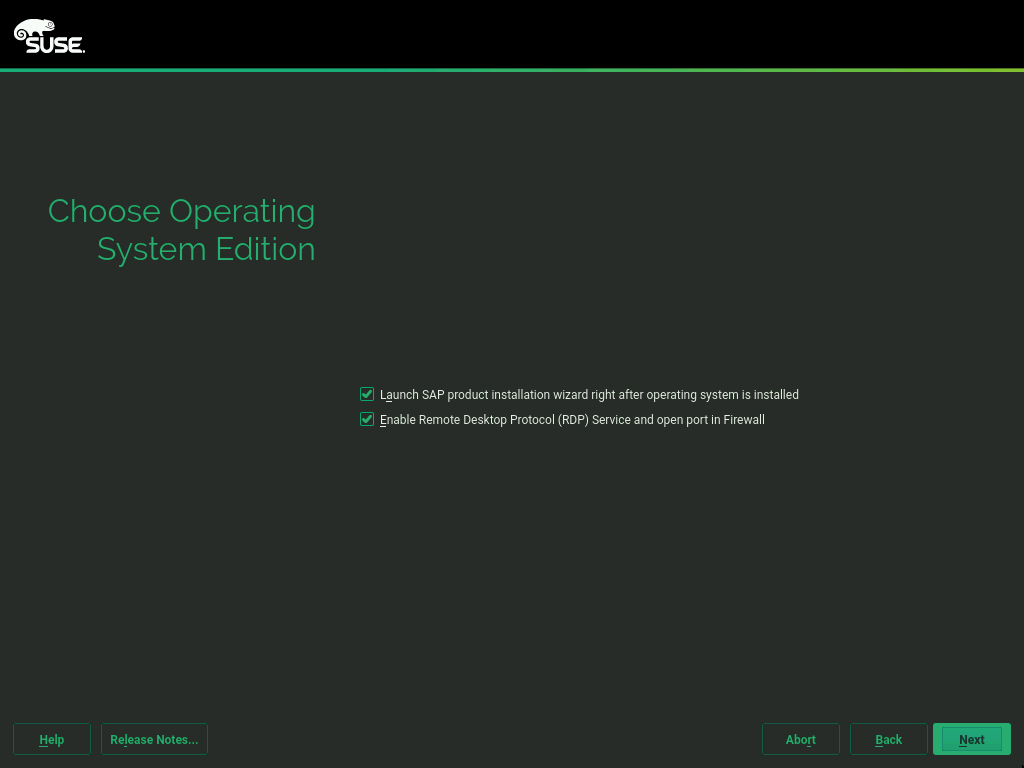 SUSE.
Choose Operating
System Edition
Launch SAP product installation wizard right after operating system is installed
Enable Remote Desktop Protocol (RDP) Service and open port in Firewall
Help
Release Notes...
Abort
Back
Next